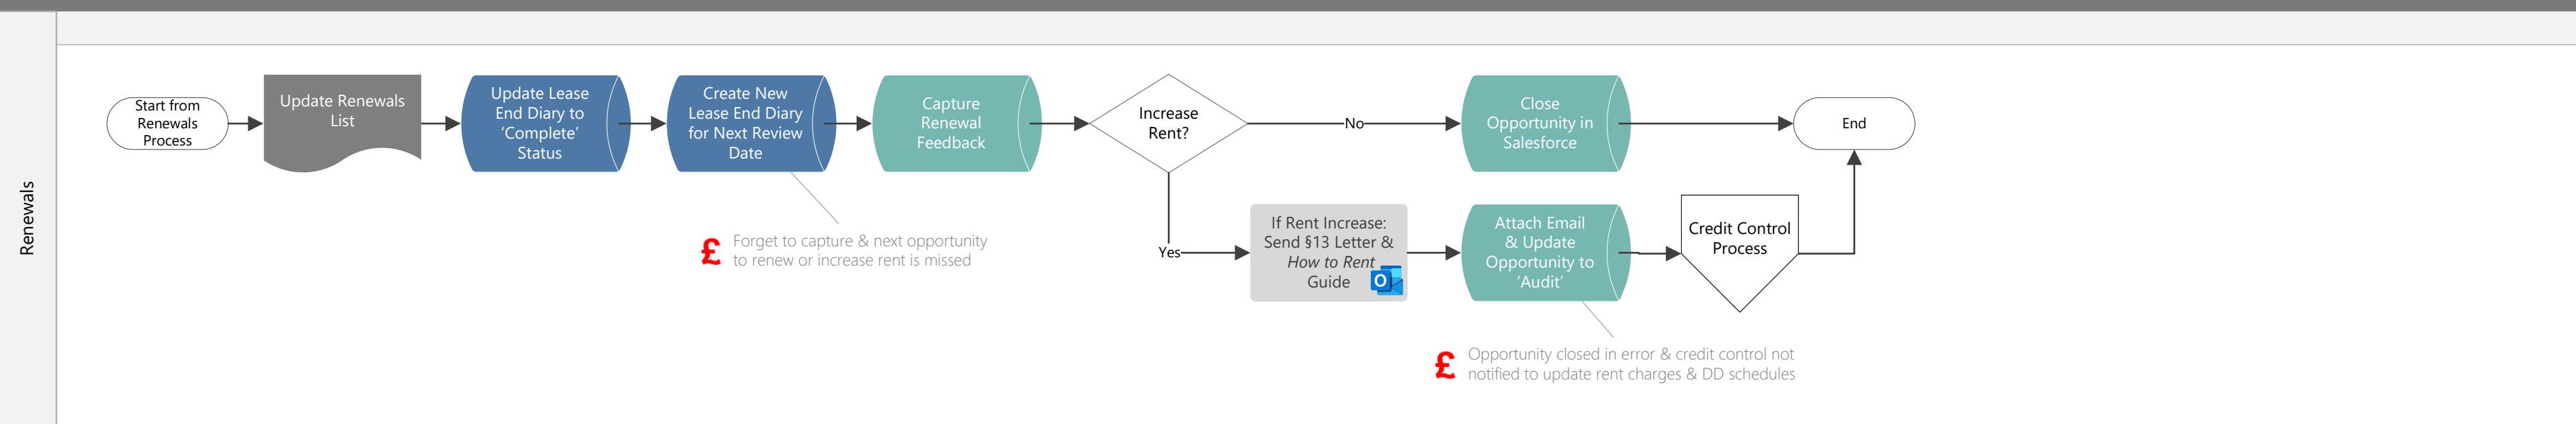 Renewals
Start from
Renewals
Process
Update Renewals
List
Update Lease
End Diary to
‘Complete’
Status
Create New
Lease End Diary
for Next Review
Date
Capture
Renewal
Feedback
Increase
Rent?
No
Close
Opportunity in
Salesforce
End
Yes
If Rent Increase:
Send §13 Letter &
How to Rent
Guide
O
Attach Email
& Update
Opportunity to
‘Audit’
Credit Control
Process
£
Forget to capture & next opportunity
to renew or increase rent is missed
£
Opportunity closed in error & credit control not
notified to update rent charges & DD schedules